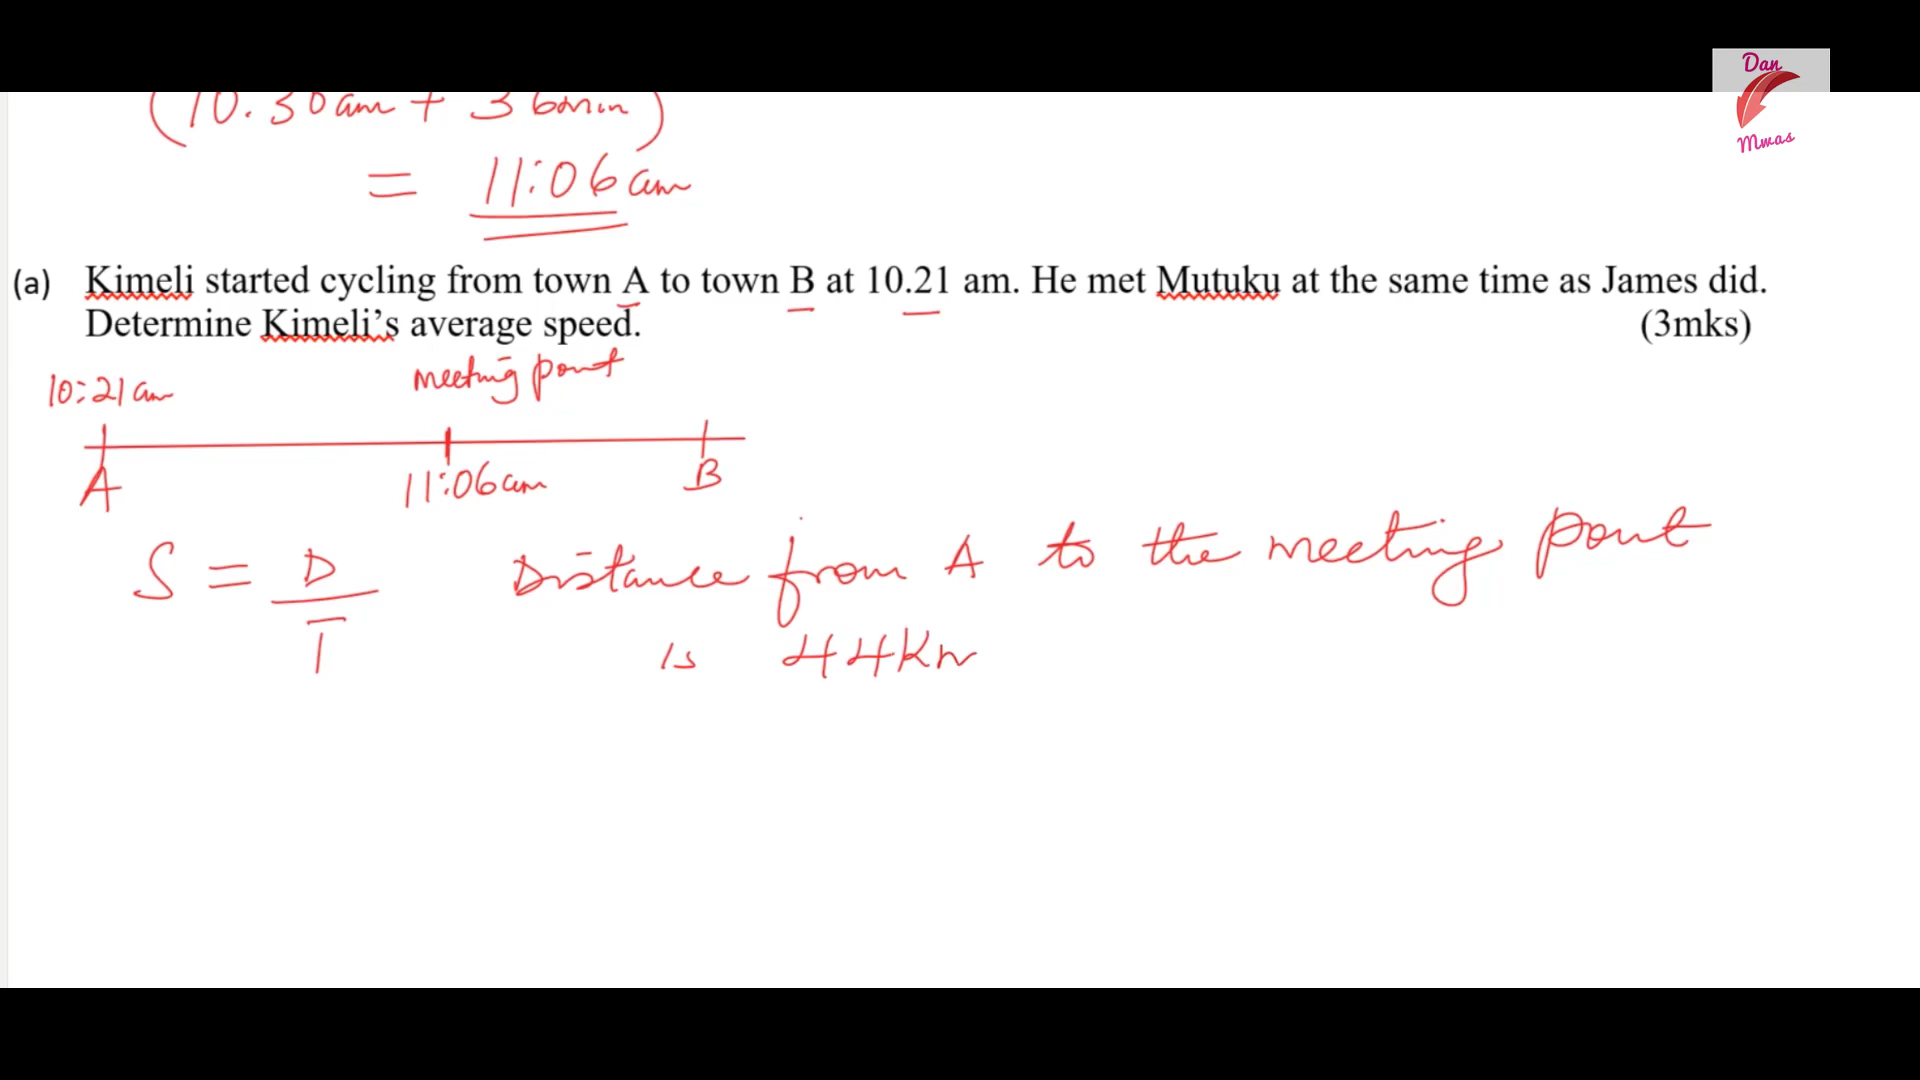 Dan
Mwas
(10.30am + 36min)
= 11:06am
(a) Kimeli started cycling from town A to town B at 10.21 am. He met Mutuku at the same time as James did.
Determine Kimeli's average speed. (3mks)
10:21am meeting point
A 11:06am B
S = D/T Distance from A to the meeting point
is 44Km